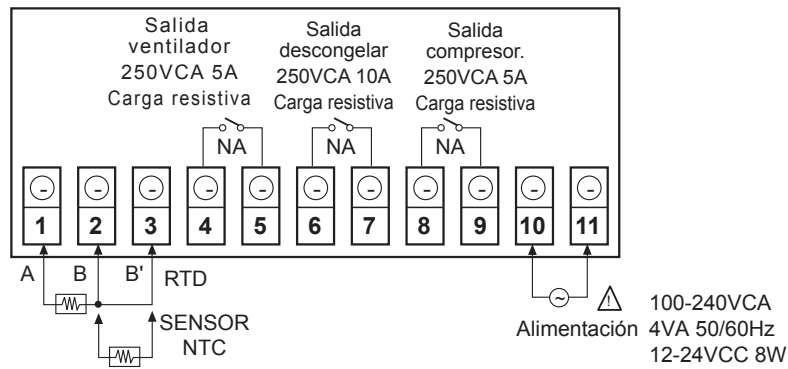 Salida
ventilador
250VCA 5A
Carga resistiva
NA
Salida
descongelar
250VCA 10A
Carga resistiva
NA
Salida
compresor.
250VCA 5A
Carga resistiva
NA
1 2 3 4 5 6 7 8 9 10 11
A B B' RTD
SENSOR
NTC
Alimentación
100-240VCA
4VA 50/60Hz
12-24VCC 8W